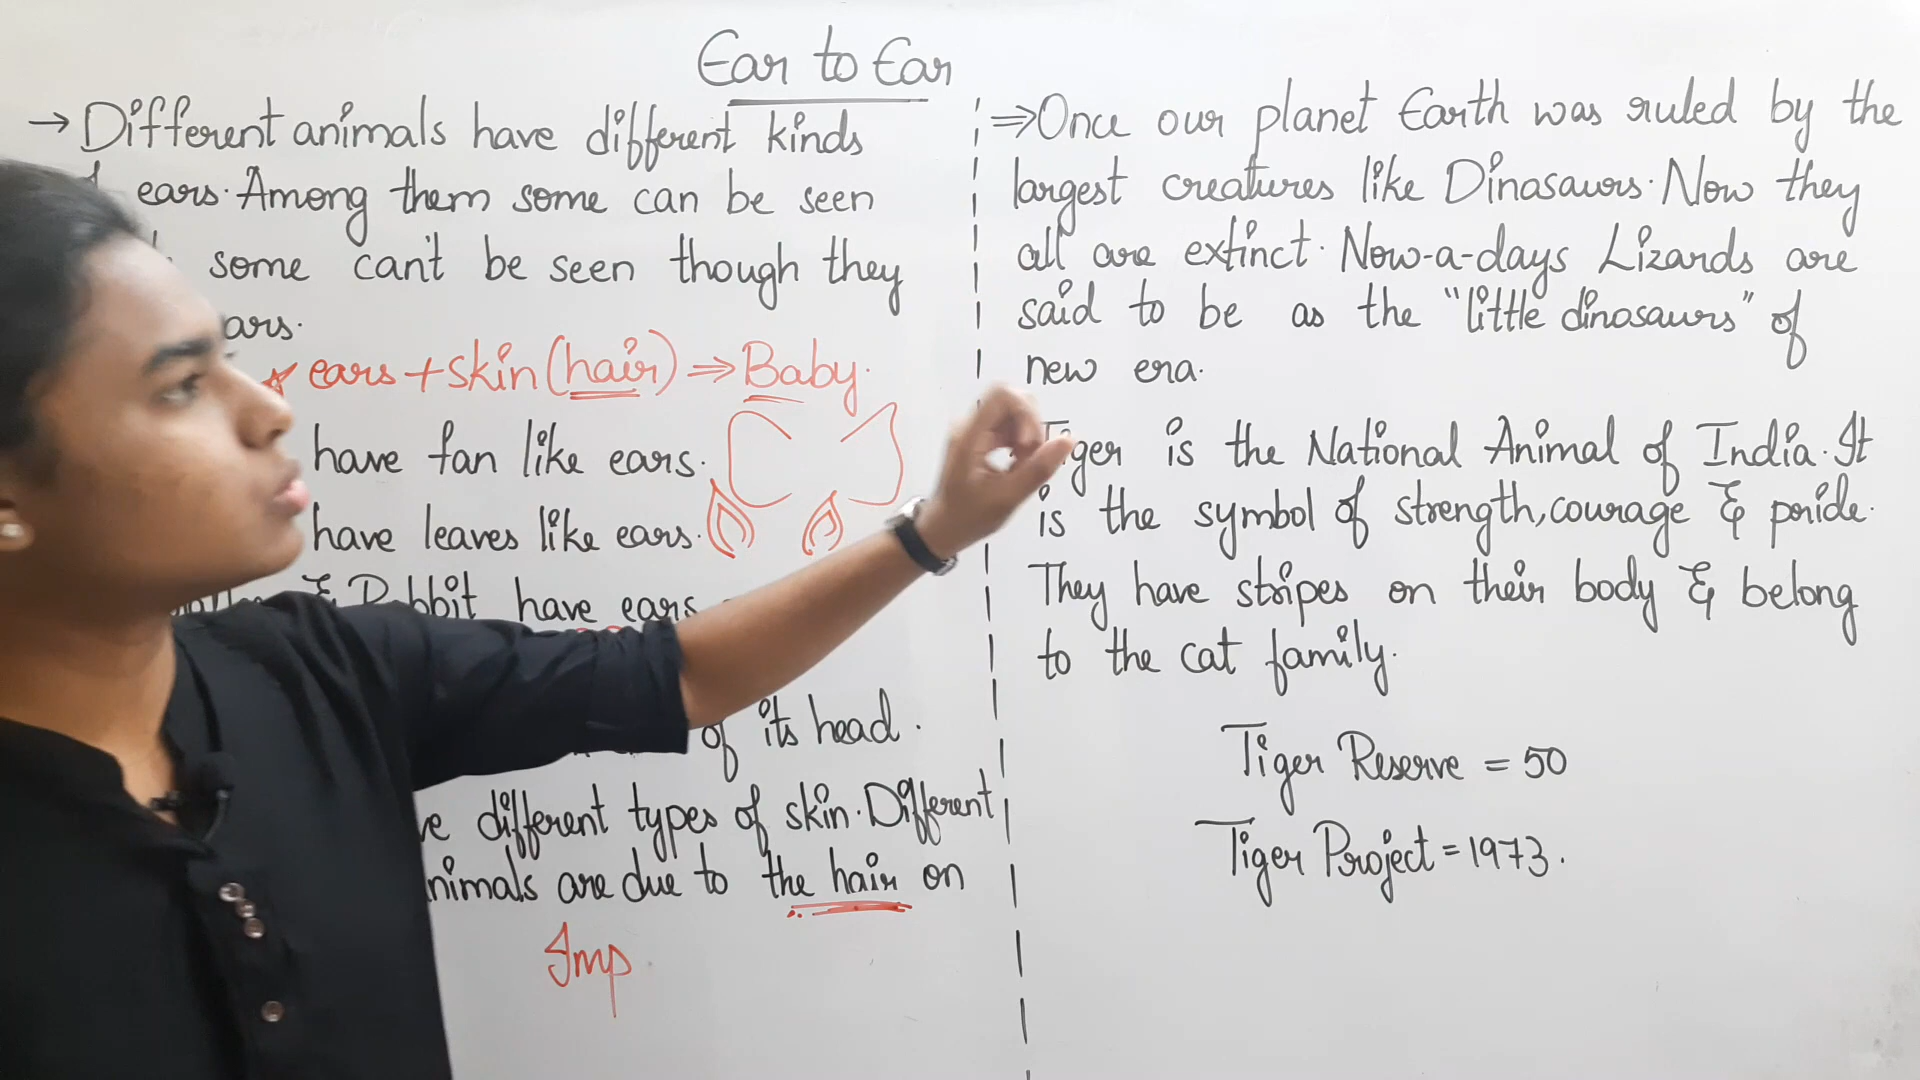 Ear to Ear
→ Different animals have different kinds
ears. Among them some can be seen
some can't be seen though they
ears + skin (hair) ⇒ Baby.
have fan like ears.
have leaves like ears.
& Rabbit have ears
of its head.
different types of skin. Different
animals are due to the hair on
Imp
⇒ Once our planet Earth was ruled by the
largest creatures like Dinasaurs. Now they
all are extinct. Now-a-days Lizards are
said to be as the "little dinosaurs" of
new era.
Tiger is the National Animal of India. It
is the symbol of strength, courage & pride.
They have stripes on their body & belong
to the cat family.
Tiger Reserve = 50
Tiger Project = 1973.